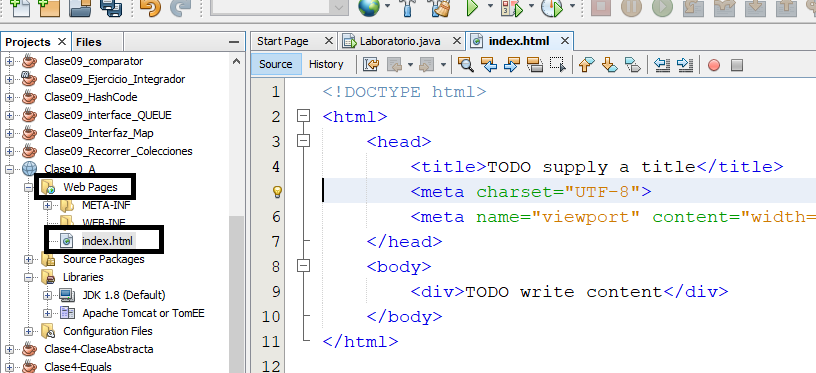 Projects
Files
Clase09_comparator
Clase09_Ejercicio_Integrador
Clase09_HashCode
Clase09_interface_QUEUE
Clase09_Interfaz_Map
Clase09_Recorrer_Colecciones
Clase10_A
Web Pages
META-INF
WEB-INF
index.html
Source Packages
Libraries
JDK 1.8 (Default)
Apache Tomcat or TomEE
Configuration Files
Clase4-ClaseAbstracta
Clase4-Equals
Start Page
Laboratorio.java
index.html
Source
History
1 <!DOCTYPE html>
2 <html>
3 <head>
4 <title>TODO supply a title</title>
<meta charset="UTF-8">
6 <meta name="viewport" content="width=
7 </head>
8 <body>
9 <div>TODO write content</div>
10 </body>
11 </html>
12